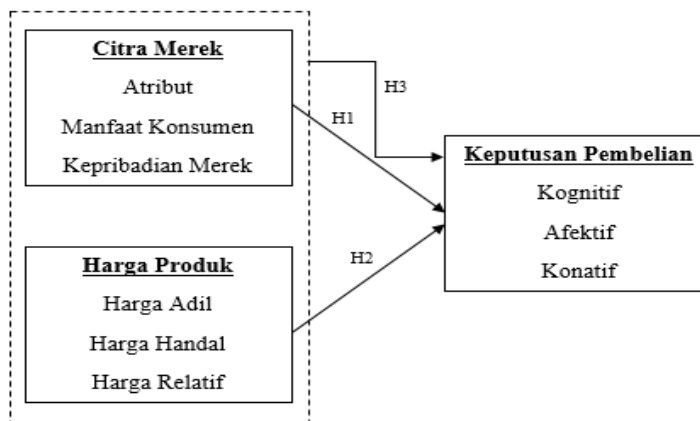 Citra Merek
Atribut
Manfaat Konsumen
Kepribadian Merek
H3
H1
Keputusan Pembelian
Kognitif
Afektif
Konatif
Harga Produk
Harga Adil
Harga Handal
Harga Relatif
H2